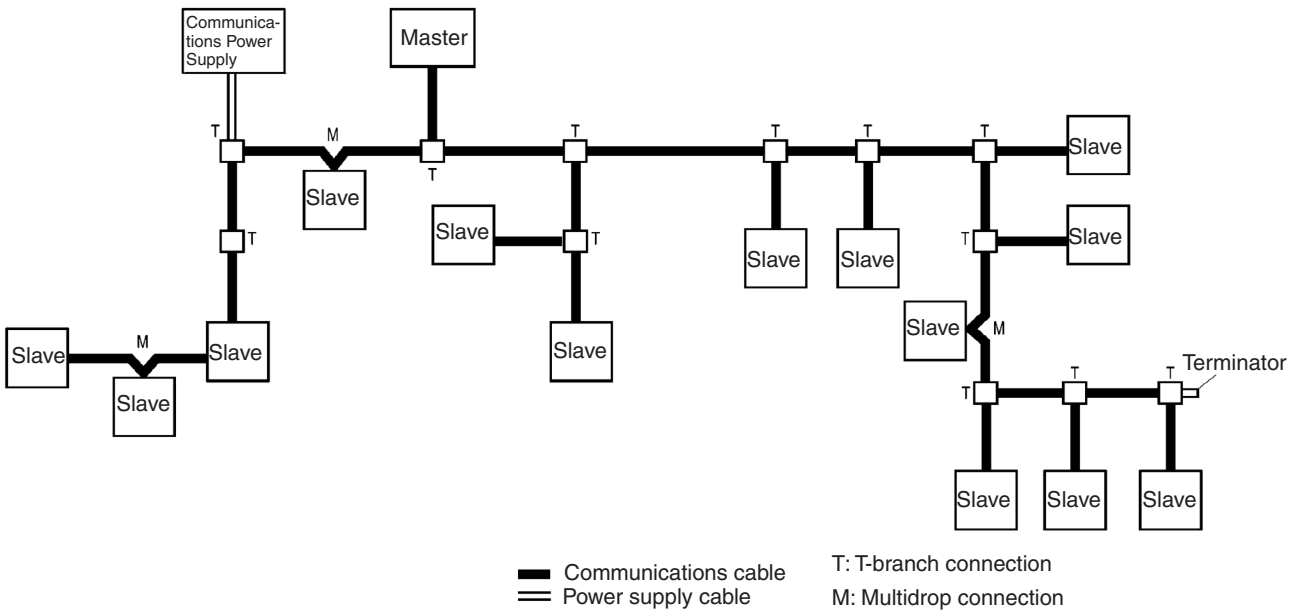 Communica-
tions Power
Supply
Master
T
M
T
T
T
T
T
Slave
Slave
Slave
T
Slave
T
Slave
Slave
T
Slave
Slave
M
Slave
M
Slave
Slave
Slave
T
T
T
Terminator
Slave
Slave
Slave
Communications cable
Power supply cable
T: T-branch connection
M: Multidrop connection